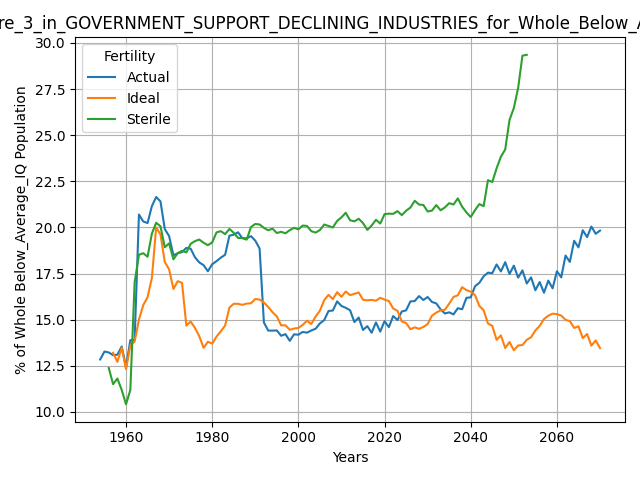 re_3_in_GOVERNMENT_SUPPORT_DECLINING_INDUSTRIES_for_Whole_Below_A
Fertility
Actual
Ideal
Sterile
% of Whole Below_Average_IQ Population
30.0
27.5
25.0
22.5
20.0
17.5
15.0
12.5
10.0
1960
1980
2000
2020
2040
2060
Years